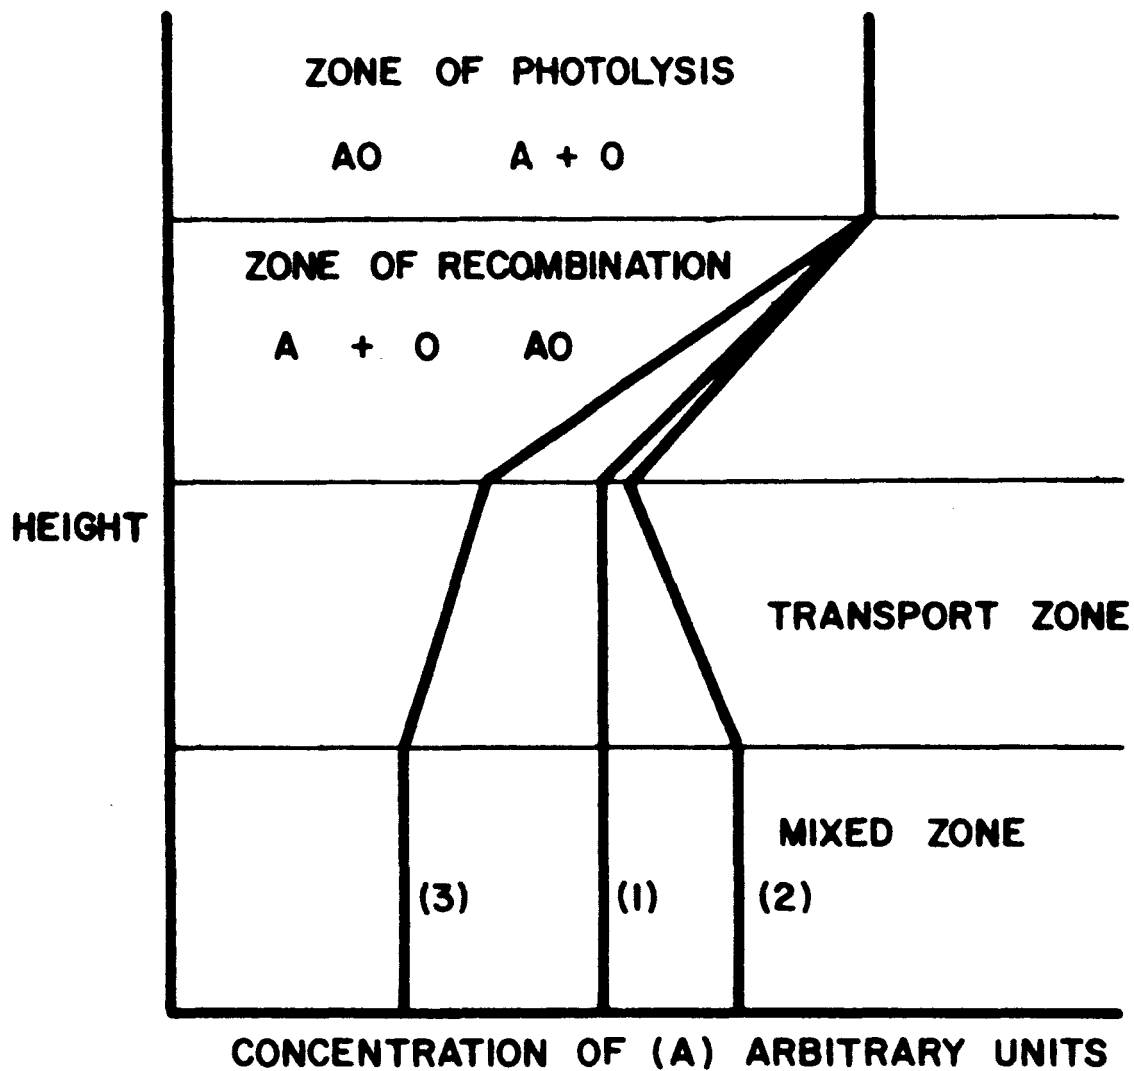 ZONE OF PHOTOLYSIS
AO A + O
ZONE OF RECOMBINATION
A + O AO
HEIGHT
TRANSPORT ZONE
MIXED ZONE
(3) (1) (2)
CONCENTRATION OF (A) ARBITRARY UNITS